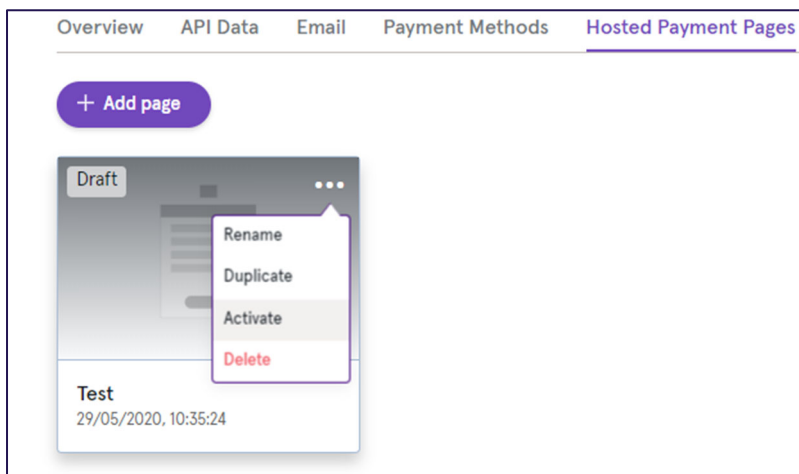 Overview API Data Email Payment Methods Hosted Payment Pages
+ Add page
Draft
Rename
Duplicate
Activate
Delete
Test
29/05/2020, 10:35:24